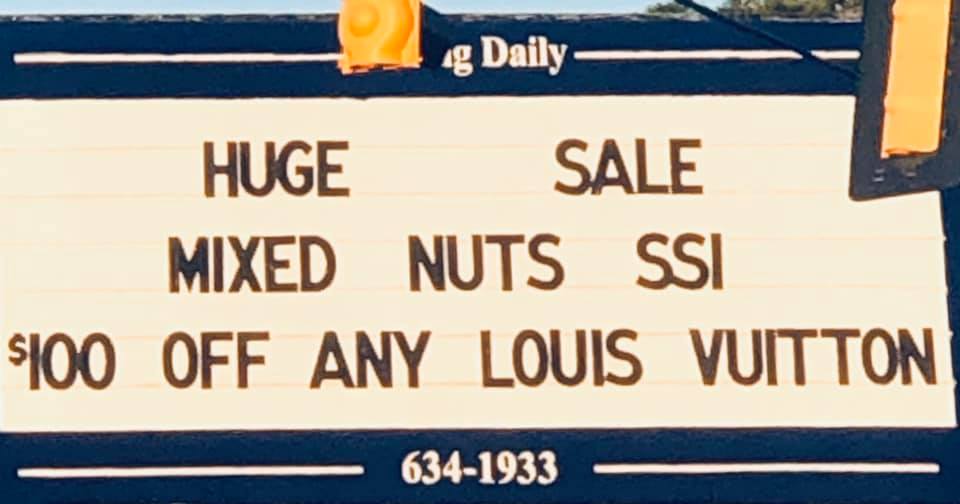 Daily
HUGE SALE
MIXED NUTS SSI
$100 OFF ANY LOUIS VUITTON
634-1933